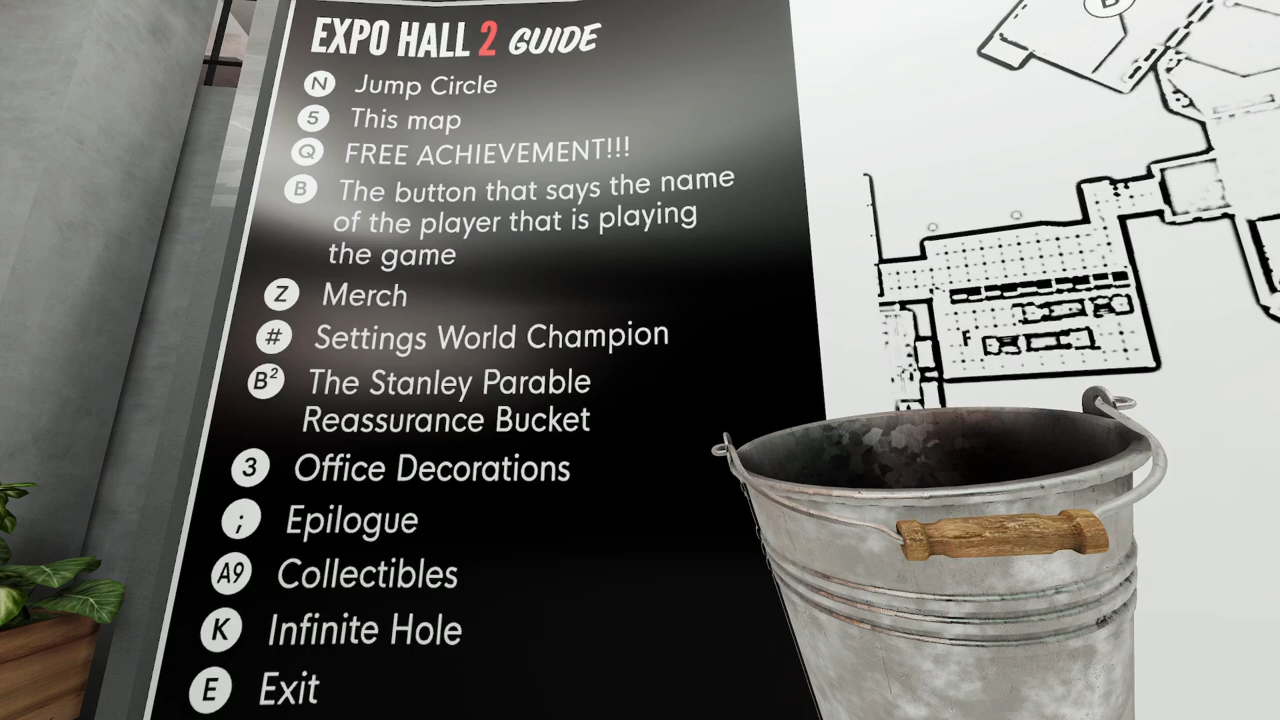 EXPO HALL 2 GUIDE
N Jump Circle
5 This map
Q FREE ACHIEVEMENT!!!
B The button that says the name
of the player that is playing
the game
Z Merch
# Settings World Champion
B² The Stanley Parable
Reassurance Bucket
3 Office Decorations
; Epilogue
A9 Collectibles
K Infinite Hole
E Exit